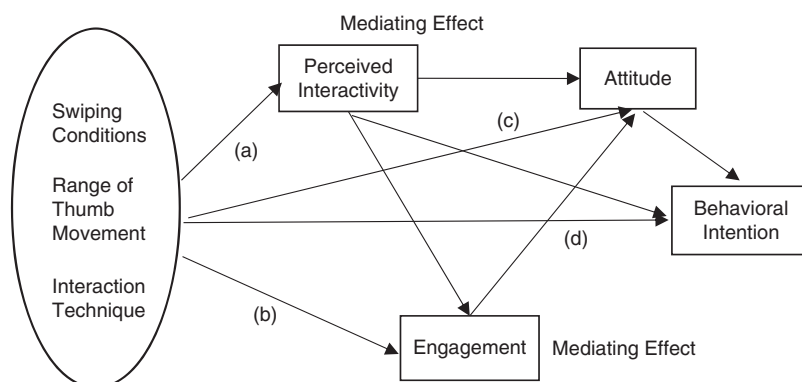 Mediating Effect
Perceived
Interactivity
Attitude
Swiping
Conditions
(a)
(c)
Range of
Thumb
Movement
Behavioral
Intention
(d)
Interaction
Technique
(b)
Engagement
Mediating Effect